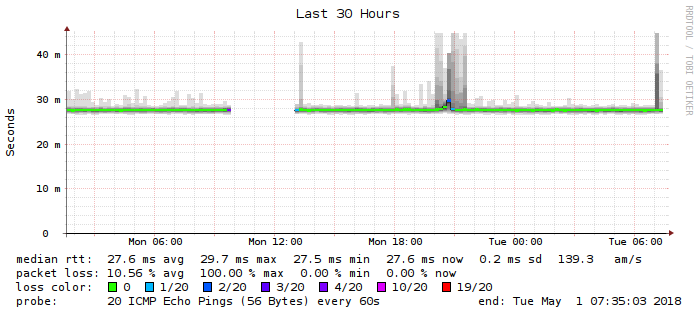 Last 30 Hours
RRDTOOL / TOBI OETIKER
Seconds
40 m
30 m
20 m
10 m
0
Mon 06:00 Mon 12:00 Mon 18:00 Tue 00:00 Tue 06:00
median rtt: 27.6 ms avg 29.7 ms max 27.5 ms min 27.6 ms now 0.2 ms sd 139.3 am/s
packet loss: 10.56 % avg 100.00 % max 0.00 % min 0.00 % now
loss color: 0 1/20 2/20 3/20 4/20 10/20 19/20
probe: 20 ICMP Echo Pings (56 Bytes) every 60s end: Tue May 1 07:35:03 2018